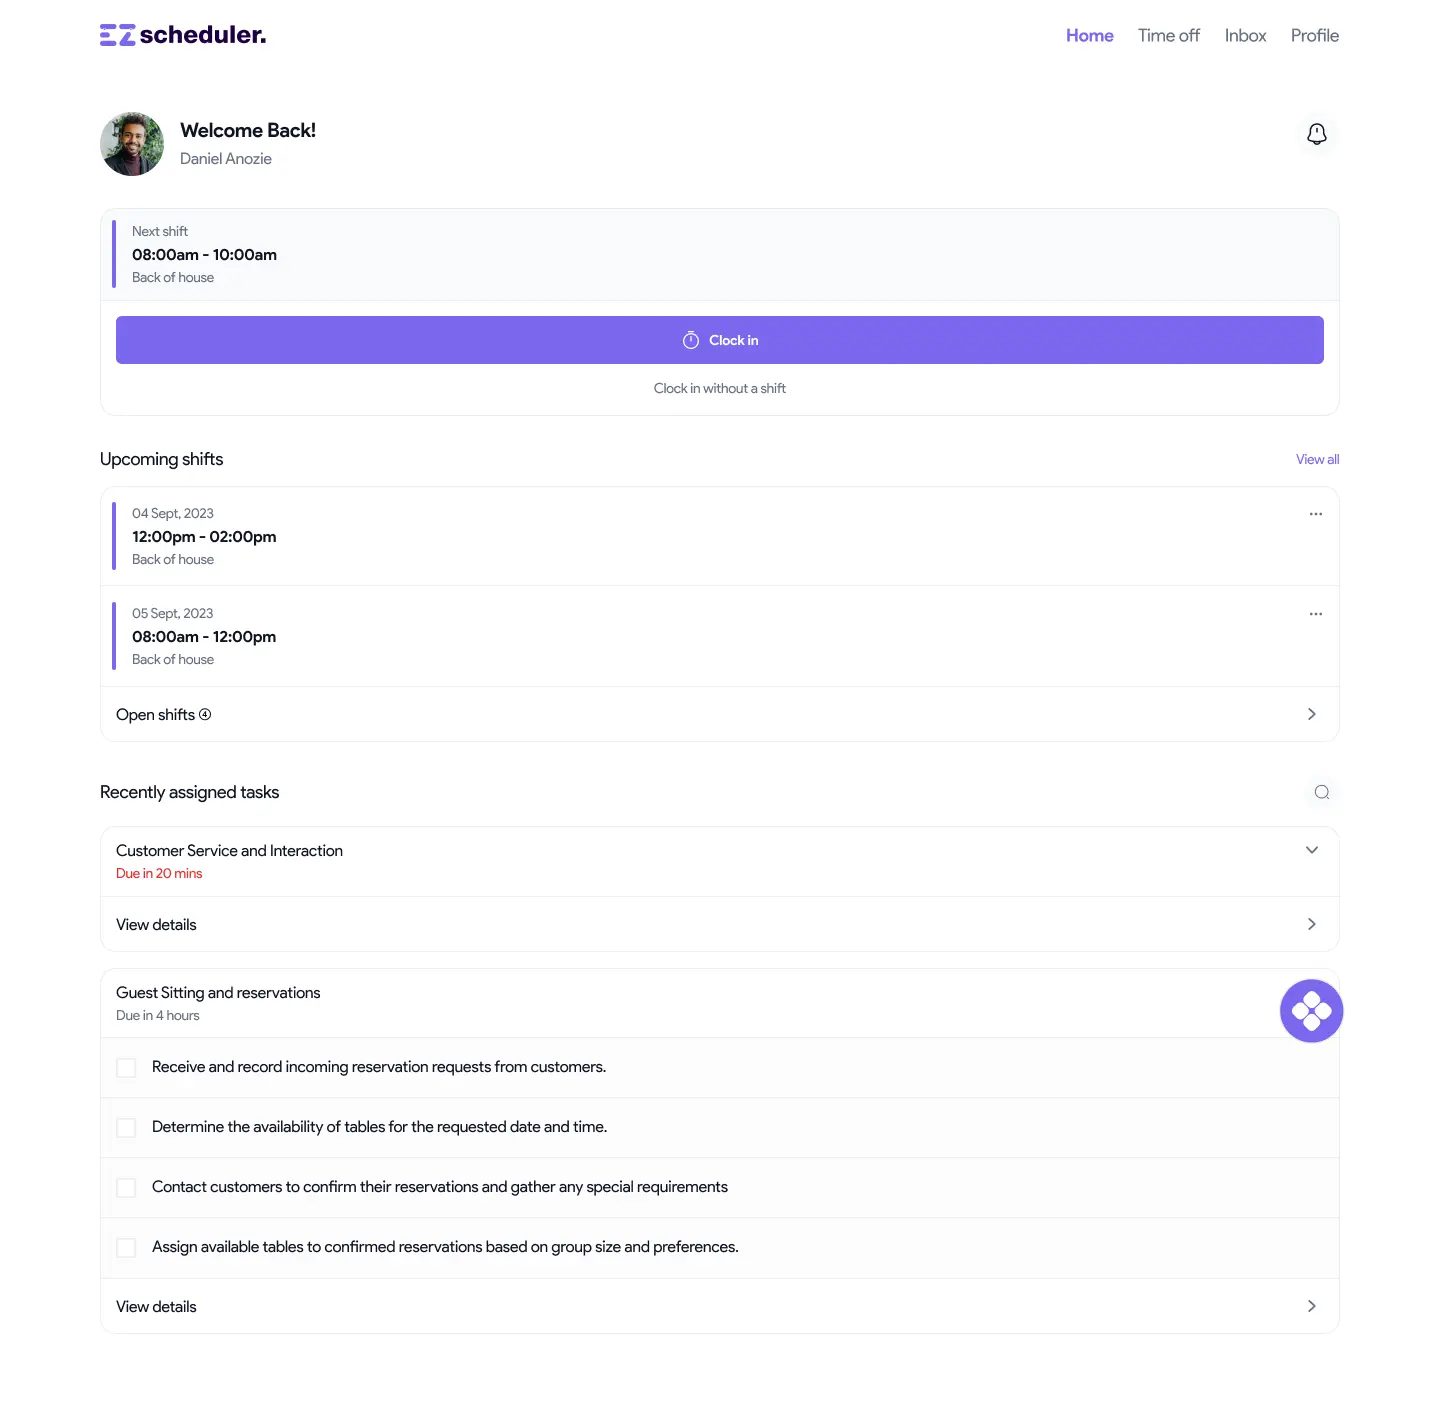 EZ scheduler.
Home Time off Inbox Profile
Welcome Back!
Daniel Anozie
Next shift
08:00am - 10:00am
Back of house
Clock in
Clock in without a shift
Upcoming shifts
View all
04 Sept, 2023
12:00pm - 02:00pm
Back of house
05 Sept, 2023
08:00am - 12:00pm
Back of house
Open shifts ④
Recently assigned tasks
Customer Service and Interaction
Due in 20 mins
View details
Guest Sitting and reservations
Due in 4 hours
Receive and record incoming reservation requests from customers.
Determine the availability of tables for the requested date and time.
Contact customers to confirm their reservations and gather any special requirements
Assign available tables to confirmed reservations based on group size and preferences.
View details